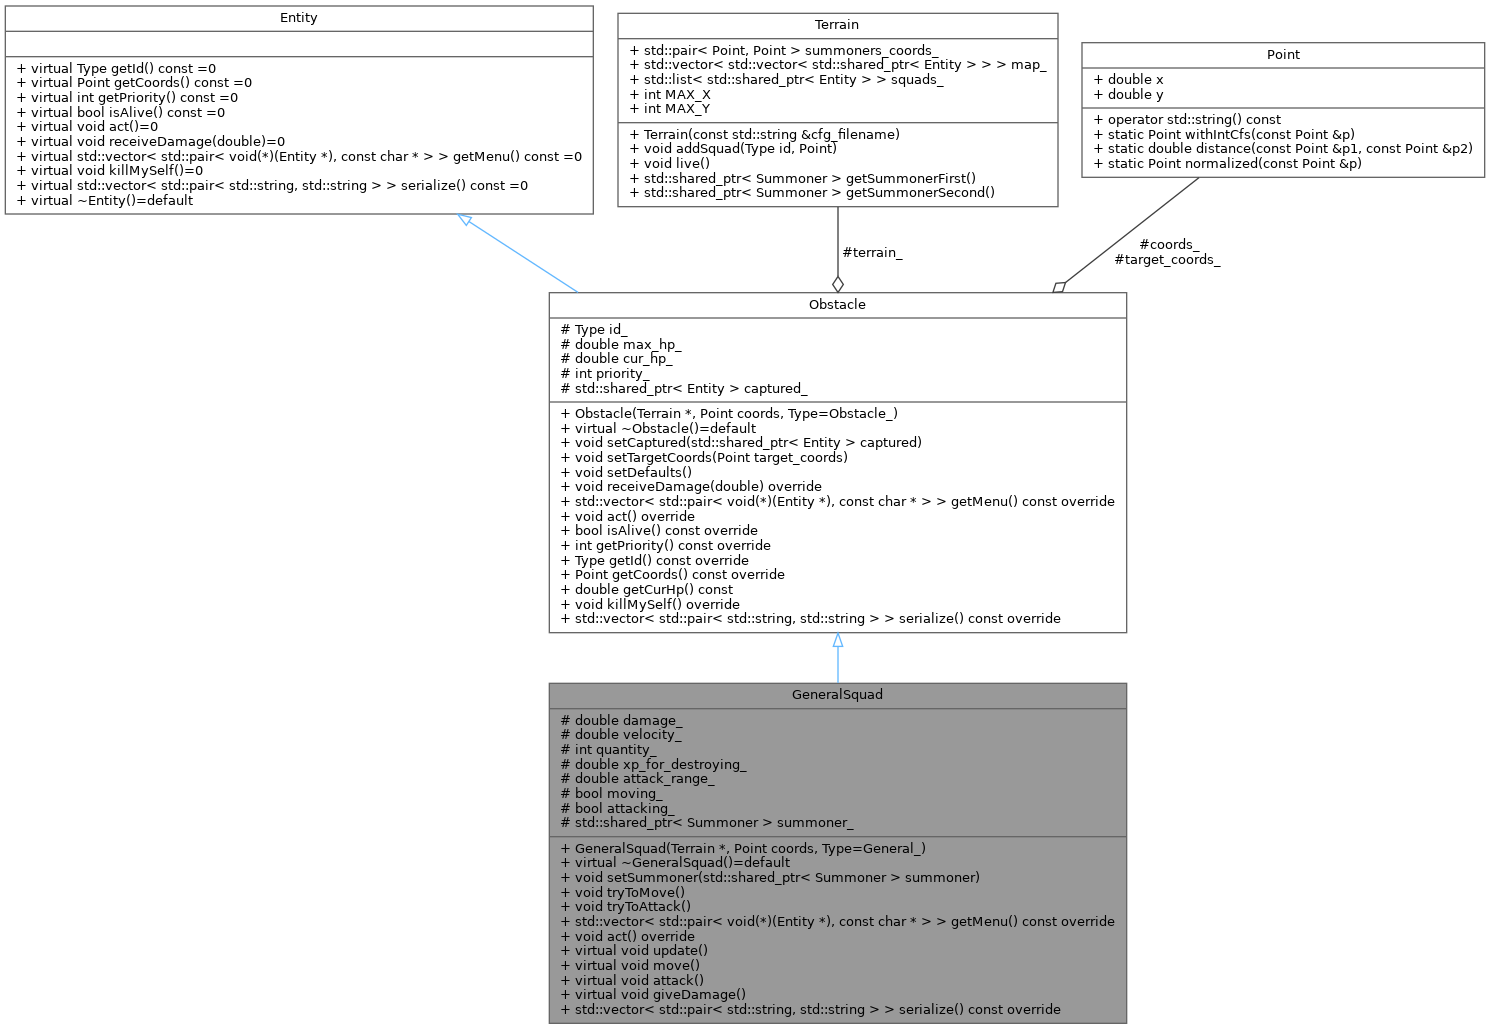 Entity
+ virtual Type getId() const =0
+ virtual Point getCoords() const =0
+ virtual int getPriority() const =0
+ virtual bool isAlive() const =0
+ virtual void act()=0
+ virtual void receiveDamage(double)=0
+ virtual std::vector< std::pair< void(*)(Entity *), const char * > > getMenu() const =0
+ virtual void killMySelf()=0
+ virtual std::vector< std::pair< std::string, std::string > > serialize() const =0
+ virtual ~Entity()=default
Terrain
+ std::pair< Point, Point > summoners_coords_
+ std::vector< std::vector< std::shared_ptr< Entity > > > map_
+ std::list< std::shared_ptr< Entity > > squads_
+ int MAX_X
+ int MAX_Y
+ Terrain(const std::string &cfg_filename)
+ void addSquad(Type id, Point)
+ void live()
+ std::shared_ptr< Summoner > getSummonerFirst()
+ std::shared_ptr< Summoner > getSummonerSecond()
Point
+ double x
+ double y
+ operator std::string() const
+ static Point withIntCfs(const Point &p)
+ static double distance(const Point &p1, const Point &p2)
+ static Point normalized(const Point &p)
#terrain_
#coords_
#target_coords_
Obstacle
# Type id_
# double max_hp_
# double cur_hp_
# int priority_
# std::shared_ptr< Entity > captured_
+ Obstacle(Terrain *, Point coords, Type=Obstacle_)
+ virtual ~Obstacle()=default
+ void setCaptured(std::shared_ptr< Entity > captured)
+ void setTargetCoords(Point target_coords)
+ void setDefaults()
+ void receiveDamage(double) override
+ std::vector< std::pair< void(*)(Entity *), const char * > > getMenu() const override
+ void act() override
+ bool isAlive() const override
+ int getPriority() const override
+ Type getId() const override
+ Point getCoords() const override
+ double getCurHp() const
+ void killMySelf() override
+ std::vector< std::pair< std::string, std::string > > serialize() const override
GeneralSquad
# double damage_
# double velocity_
# int quantity_
# double xp_for_destroying_
# double attack_range_
# bool moving_
# bool attacking_
# std::shared_ptr< Summoner > summoner_
+ GeneralSquad(Terrain *, Point coords, Type=General_)
+ virtual ~GeneralSquad()=default
+ void setSummoner(std::shared_ptr< Summoner > summoner)
+ void tryToMove()
+ void tryToAttack()
+ std::vector< std::pair< void(*)(Entity *), const char * > > getMenu() const override
+ void act() override
+ virtual void update()
+ virtual void move()
+ virtual void attack()
+ virtual void giveDamage()
+ std::vector< std::pair< std::string, std::string > > serialize() const override